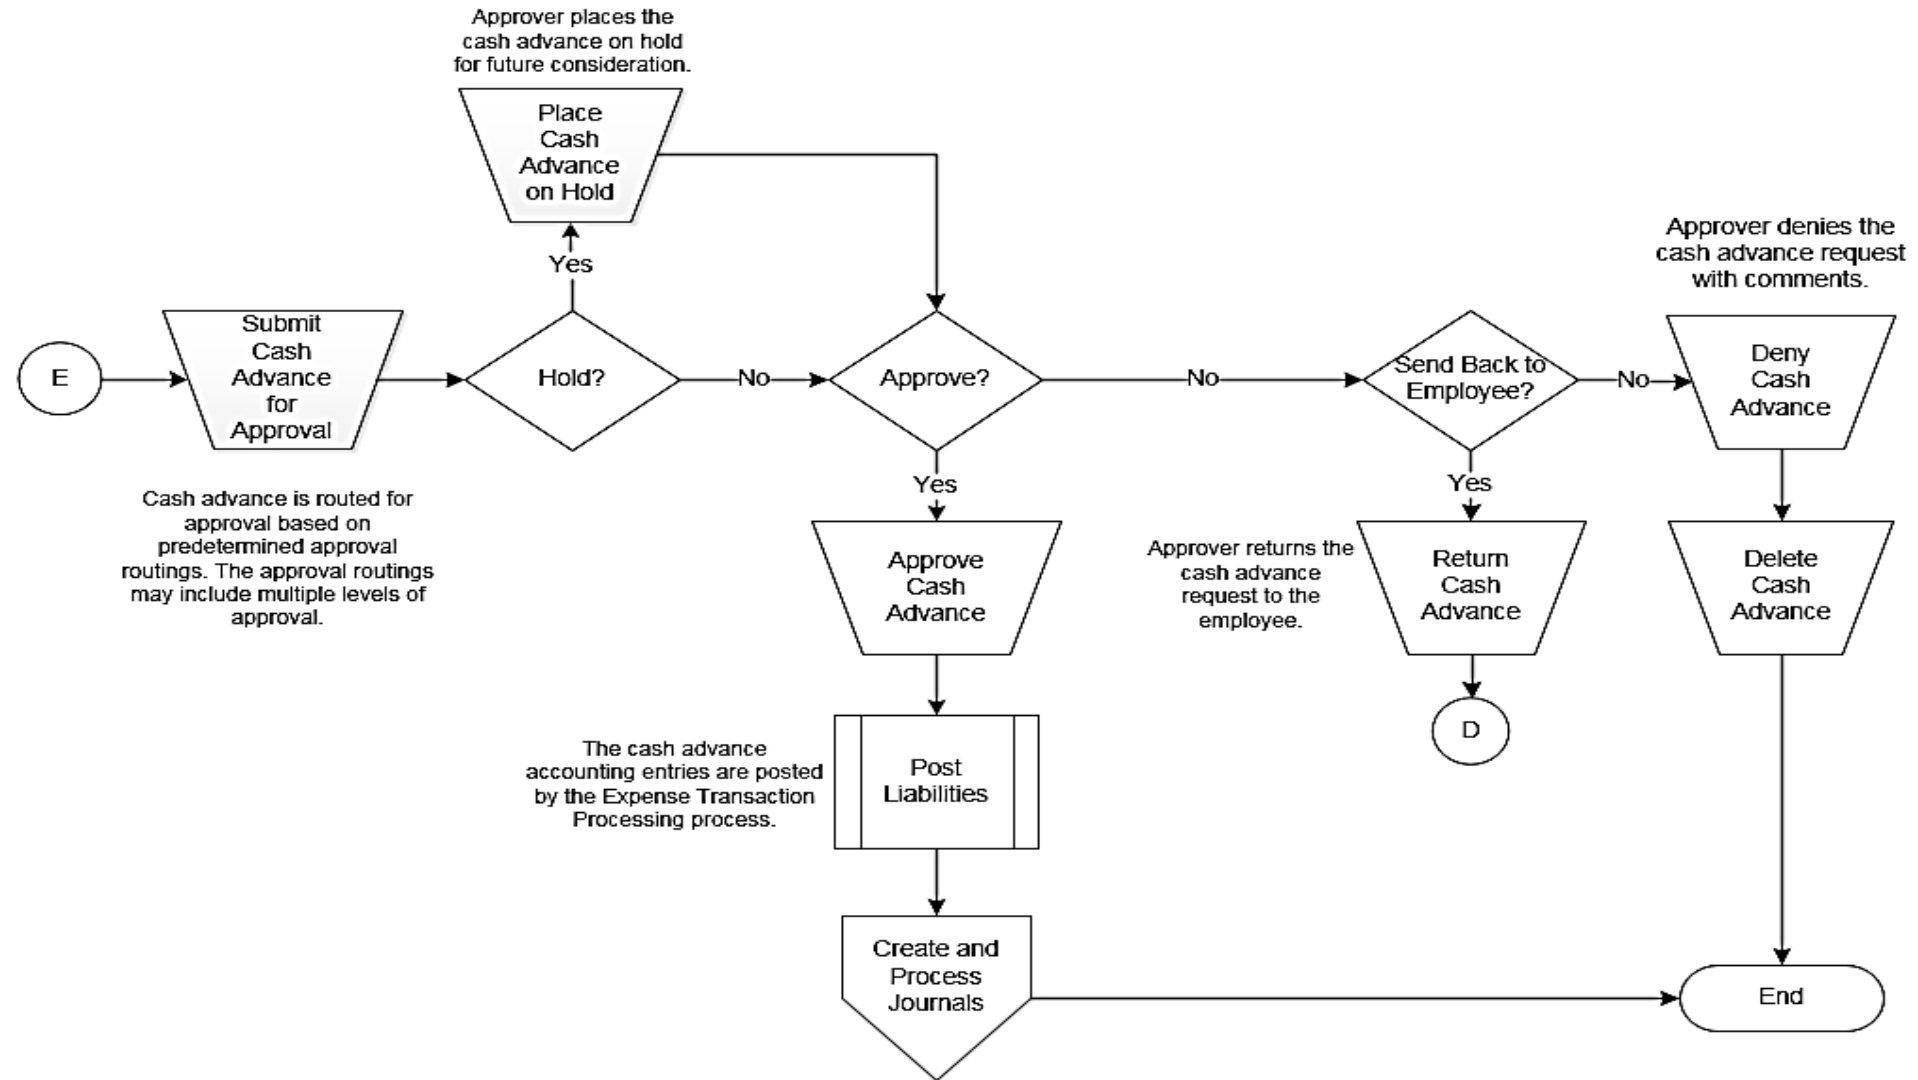 Approver places the
cash advance on hold
for future consideration.
Place
Cash
Advance
on Hold
Yes
E
Submit
Cash
Advance
for
Approval
Hold?
No
Approve?
No
Send Back to
Employee?
No
Approver denies the
cash advance request
with comments.
Deny
Cash
Advance
Cash advance is routed for
approval based on
predetermined approval
routings. The approval routings
may include multiple levels of
approval.
Yes
Approve
Cash
Advance
Yes
Approver returns the
cash advance
request to the
employee.
Return
Cash
Advance
Delete
Cash
Advance
D
The cash advance
accounting entries are posted
by the Expense Transaction
Processing process.
Post
Liabilities
Create and
Process
Journals
End